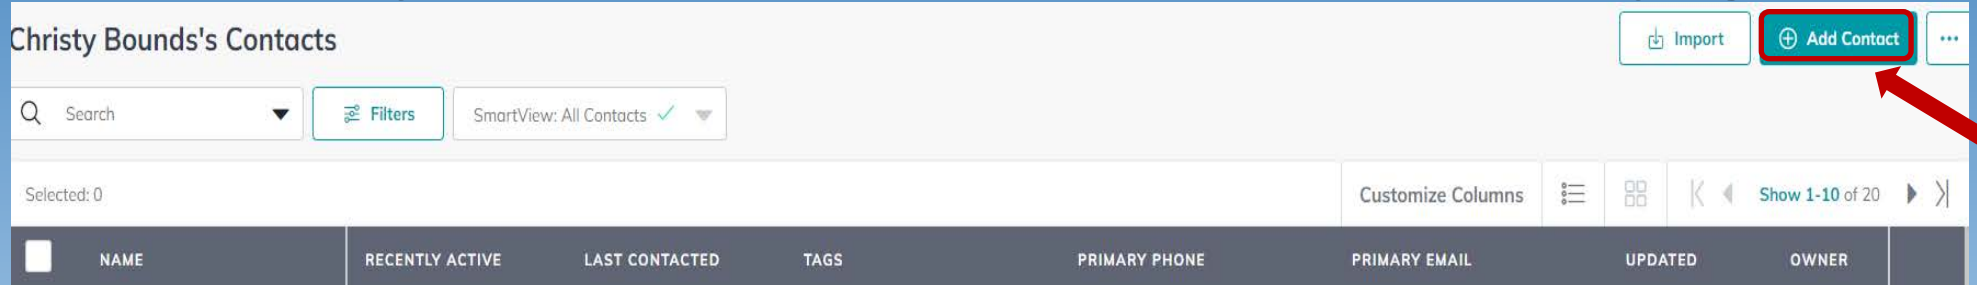 Christy Bounds's Contacts
Import
Add Contact
Search
Filters
SmartView: All Contacts
Selected: 0
Customize Columns
Show 1-10 of 20
NAME
RECENTLY ACTIVE
LAST CONTACTED
TAGS
PRIMARY PHONE
PRIMARY EMAIL
UPDATED
OWNER